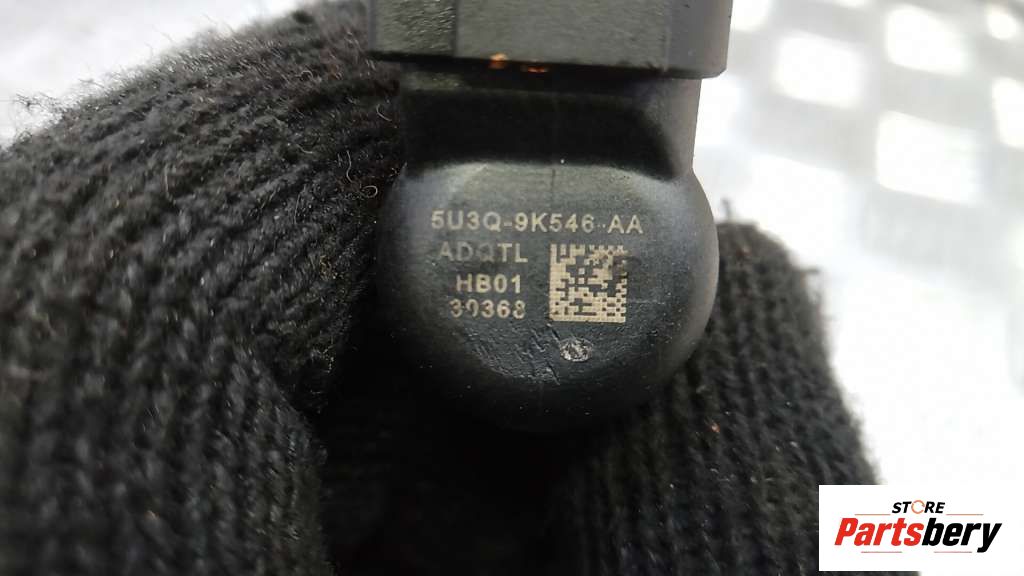 5U3Q-9K546-AA
ADQTL
HB01
30368
STORE
Partsbery